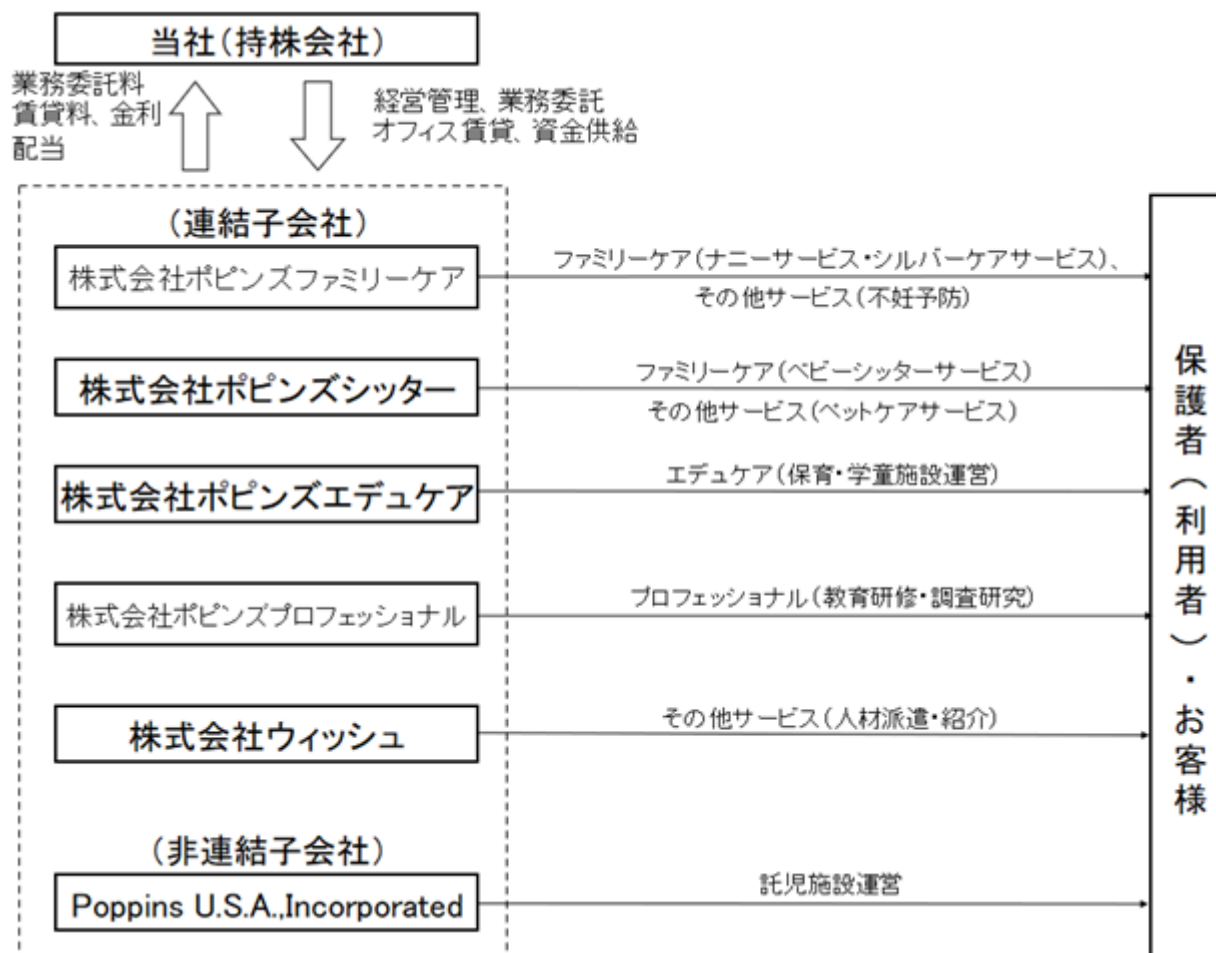 当社(持株会社)
業務委託料
賃貸料、金利
配当
経営管理、業務委託
オフィス賃貸、資金供給
(連結子会社)
株式会社ポピンズファミリーケア
ファミリーケア(ナニーサービス・シルバーケアサービス)、
その他サービス(不妊予防)
株式会社ポピンズシッター
ファミリーケア(ベビーシッターサービス)
その他サービス(ペットケアサービス)
株式会社ポピンズエデュケア
エデュケア(保育・学童施設運営)
株式会社ポピンズプロフェッショナル
プロフェッショナル(教育研修・調査研究)
株式会社ウィッシュ
その他サービス(人材派遣・紹介)
(非連結子会社)
Poppins U.S.A.,Incorporated
託児施設運営
保護者(利用者)・お客様